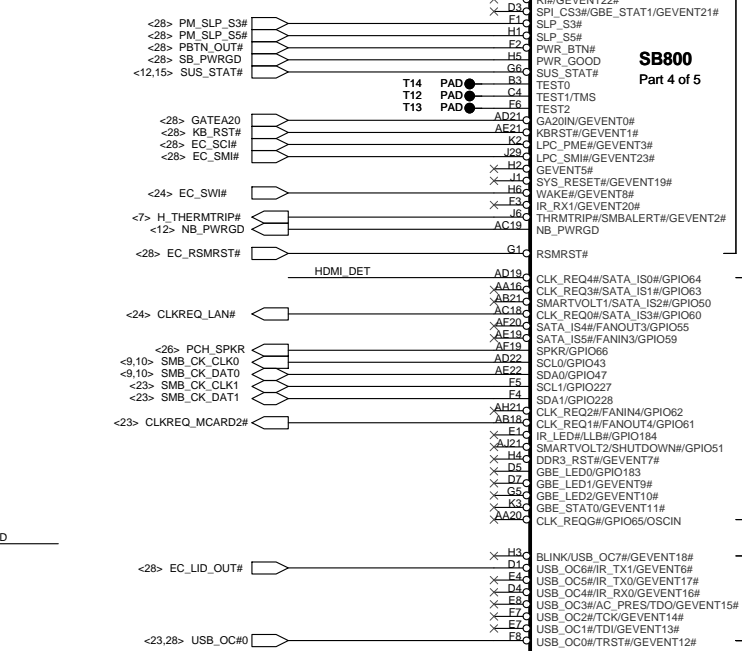 RI#/GEVENT22#
D3 SPI_CS3#/GBE_STAT1/GEVENT21#
<28> PM_SLP_S3# F1 SLP_S3#
<28> PM_SLP_S5# H1 SLP_S5#
<28> PBTN_OUT# F2 PWR_BTN#
<28> SB_PWRGD H5 PWR_GOOD
SB800
<12,15> SUS_STAT# G6 SUS_STAT#
Part 4 of 5
T14 PAD B3 TEST0
T12 PAD C4 TEST1/TMS
T13 PAD F6 TEST2
<28> GATEA20 AD21 GA20IN/GEVENT0#
<28> KB_RST# AE21 KBRST#/GEVENT1#
<28> EC_SCI# K2 LPC_PME#/GEVENT3#
<28> EC_SMI# J29 LPC_SMI#/GEVENT23#
H2 GEVENT5#
J1 SYS_RESET#/GEVENT19#
<24> EC_SWI# H6 WAKE#/GEVENT8#
F3 IR_RX1/GEVENT20#
<7> H_THERMTRIP# J6 THRMTRIP#/SMBALERT#/GEVENT2#
<12> NB_PWRGD AC19 NB_PWRGD
<28> EC_RSMRST# G1 RSMRST#
HDMI_DET AD19 CLK_REQ4#/SATA_IS0#/GPIO64
AA16 CLK_REQ3#/SATA_IS1#/GPIO63
AB21 SMARTVOLT1/SATA_IS2#/GPIO50
<24> CLKREQ_LAN# AC18 CLK_REQ0#/SATA_IS3#/GPIO60
AF20 SATA_IS4#/FANOUT3/GPIO55
AE19 SATA_IS5#/FANIN3/GPIO59
<26> PCH_SPKR AF19 SPKR/GPIO66
<9,10> SMB_CK_CLK0 AD22 SCL0/GPIO43
<9,10> SMB_CK_DAT0 AE22 SDA0/GPIO47
<23> SMB_CK_CLK1 F5 SCL1/GPIO227
<23> SMB_CK_DAT1 F4 SDA1/GPIO228
AH21 CLK_REQ2#/FANIN4/GPIO62
<23> CLKREQ_MCARD2# AB18 CLK_REQ1#/FANOUT4/GPIO61
E1 IR_LED#/LLB#/GPIO184
AJ21 SMARTVOLT2/SHUTDOWN#/GPIO51
H4 DDR3_RST#/GEVENT7#
D5 GBE_LED0/GPIO183
D7 GBE_LED1/GEVENT9#
G5 GBE_LED2/GEVENT10#
K3 GBE_STAT0/GEVENT11#
AA20 CLK_REQG#/GPIO65/OSCIN
D
H3 BLINK/USB_OC7#/GEVENT18#
<28> EC_LID_OUT# D1 USB_OC6#/IR_TX1/GEVENT6#
E4 USB_OC5#/IR_TX0/GEVENT17#
D4 USB_OC4#/IR_RX0/GEVENT16#
E8 USB_OC3#/AC_PRES/TDO/GEVENT15#
F7 USB_OC2#/TCK/GEVENT14#
E7 USB_OC1#/TDI/GEVENT13#
<23,28> USB_OC#0 F8 USB_OC0#/TRST#/GEVENT12#